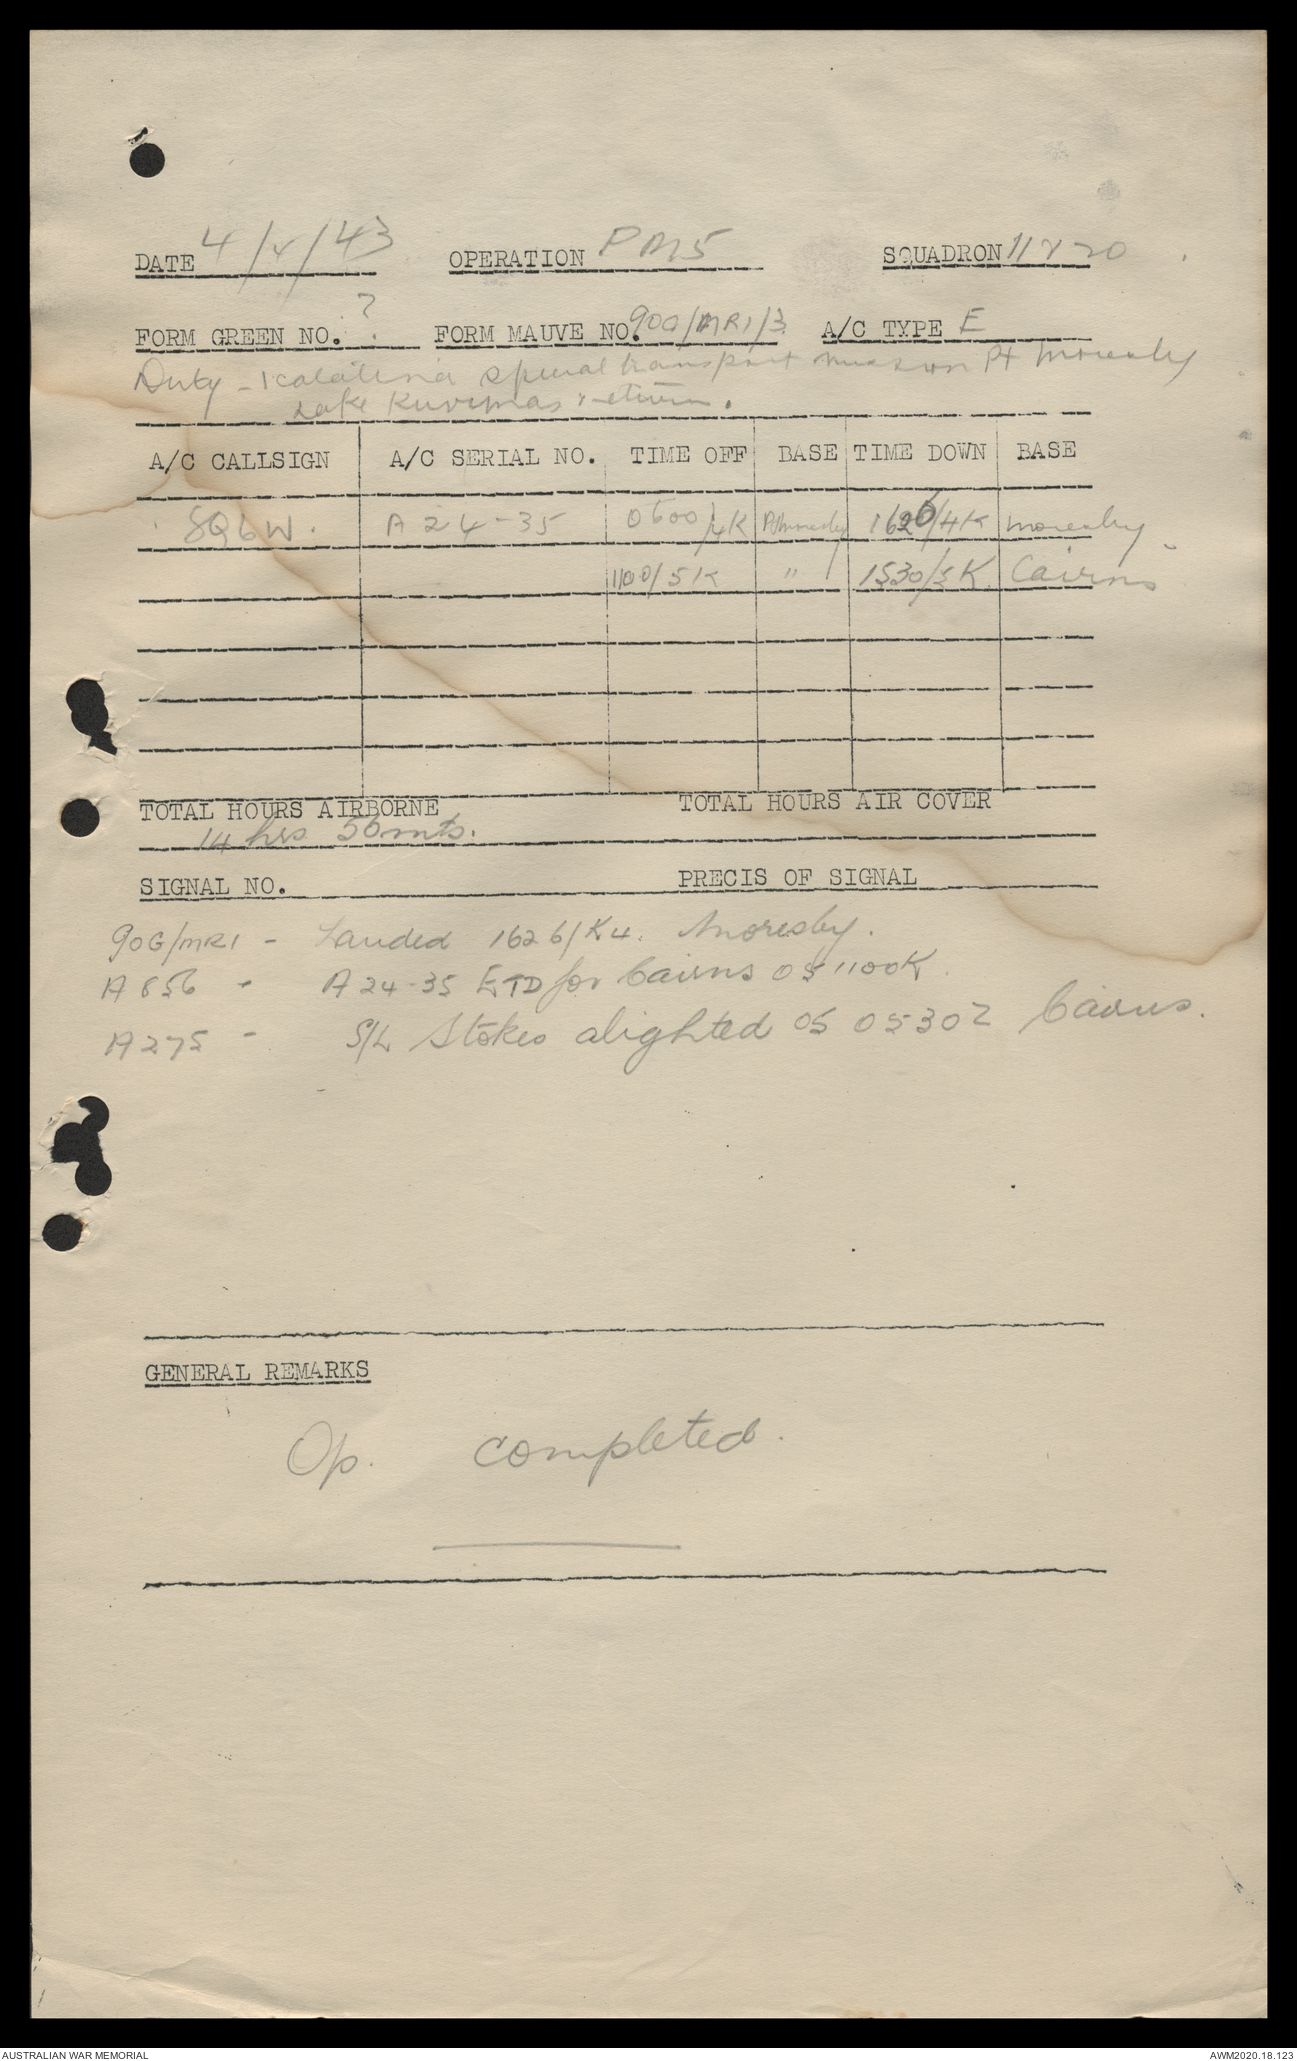 DATE 4/4/43 OPERATION PM5 SQUADRON 11 & 20
FORM GREEN NO. ? FORM MAUVE NO. 90G/MR1/3 A/C TYPE E
Duty - 1 catalina special transport mission Pt Moresby
Lake Kuvimas return.
A/C CALLSIGN A/C SERIAL NO. TIME OFF BASE TIME DOWN BASE
SQ6W. A24-35 0600/4K Pt Moresby 1626/4K Moresby
1100/5K " 1530/5K Cairns
TOTAL HOURS AIRBORNE TOTAL HOURS AIR COVER
14 hrs 56 mts.
SIGNAL NO. PRECIS OF SIGNAL
90G/MR1 - Landed 1626/K4. Moresby.
A856 - A24-35 ETD for Cairns 05 1100K
A275 - S/L Stokes alighted 05 0530Z Cairns.
GENERAL REMARKS
Op. completed.
AUSTRALIAN WAR MEMORIAL AWM2020.18.123